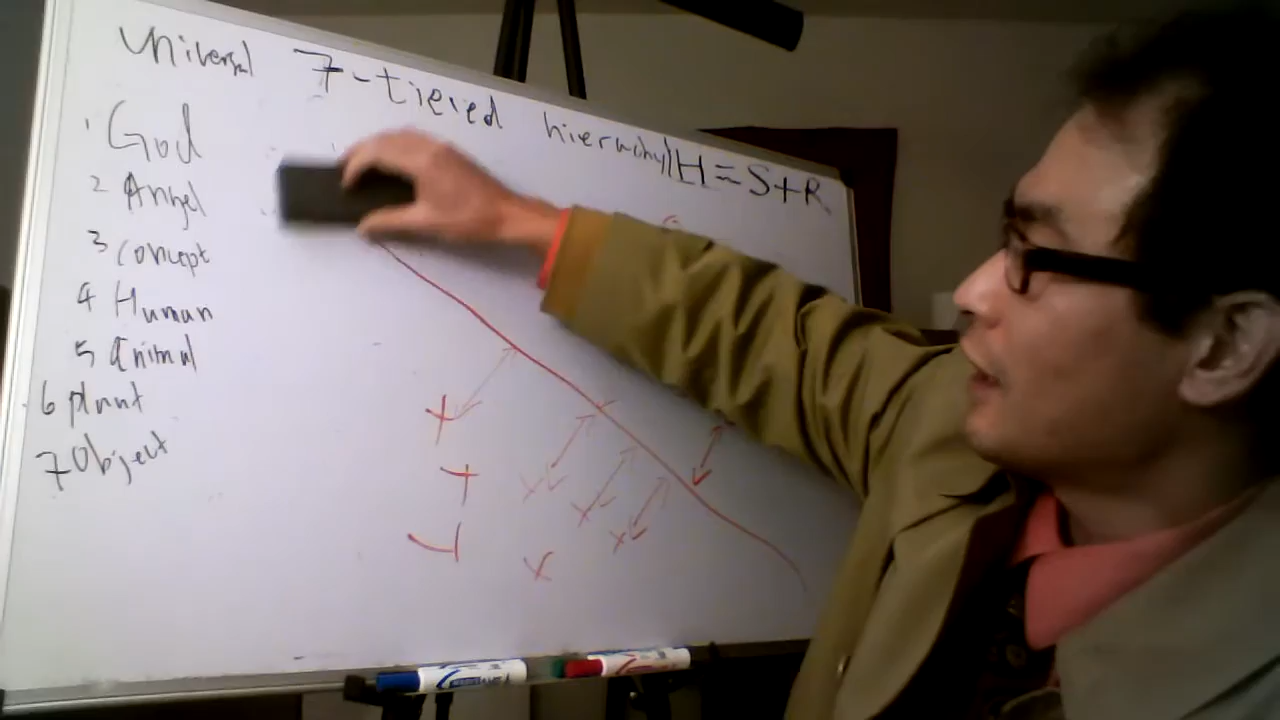 Universal 7-tiered hierarchy H = S+R
1 God
2 Angel
3 Concept
4 Human
5 Animal
6 plant
7 Object